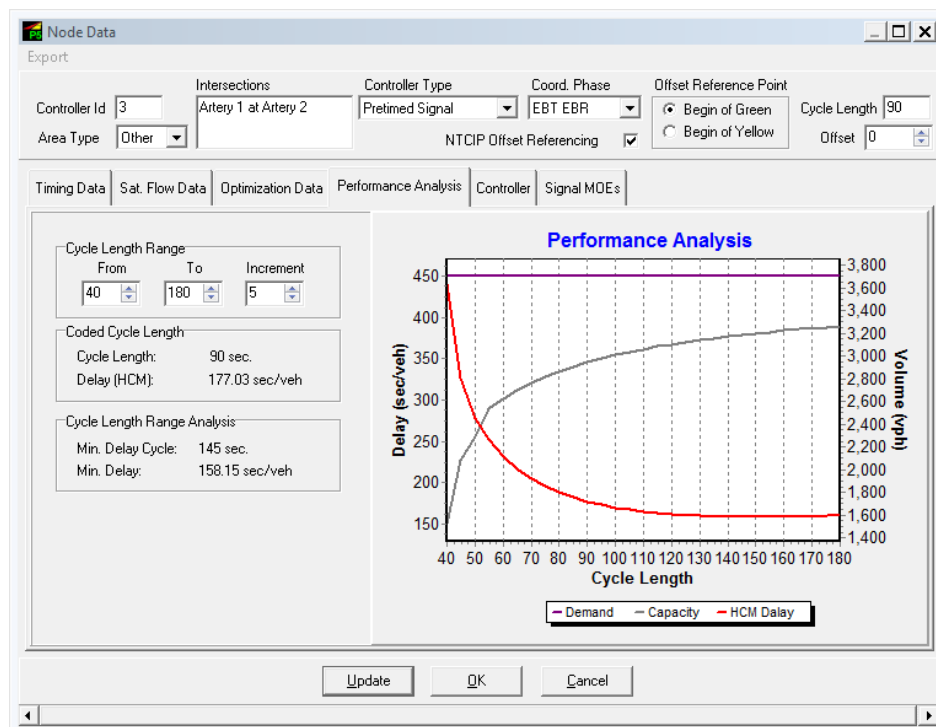 Node Data
Export
Intersections
Controller Type
Coord. Phase
Offset Reference Point
Controller Id 3
Artery 1 at Artery 2
Pretimed Signal
EBT EBR
Begin of Green
Cycle Length 90
Area Type Other
NTCIP Offset Referencing
Begin of Yellow
Offset 0
Timing Data Sat. Flow Data Optimization Data Performance Analysis Controller Signal MOEs
Cycle Length Range
From To Increment
40 180 5
Coded Cycle Length
Cycle Length: 90 sec.
Delay (HCM): 177.03 sec/veh
Cycle Length Range Analysis
Min. Delay Cycle: 145 sec.
Min. Delay: 158.15 sec/veh
Performance Analysis
Delay (sec/veh)
450
400
350
300
250
200
150
3,800
3,600
3,400
3,200
3,000
2,800
2,600
2,400
2,200
2,000
1,800
1,600
1,400
Volume (vph)
40 50 60 70 80 90 100 110 120 130 140 150 160 170 180
Cycle Length
Demand Capacity HCM Dalay
Update OK Cancel